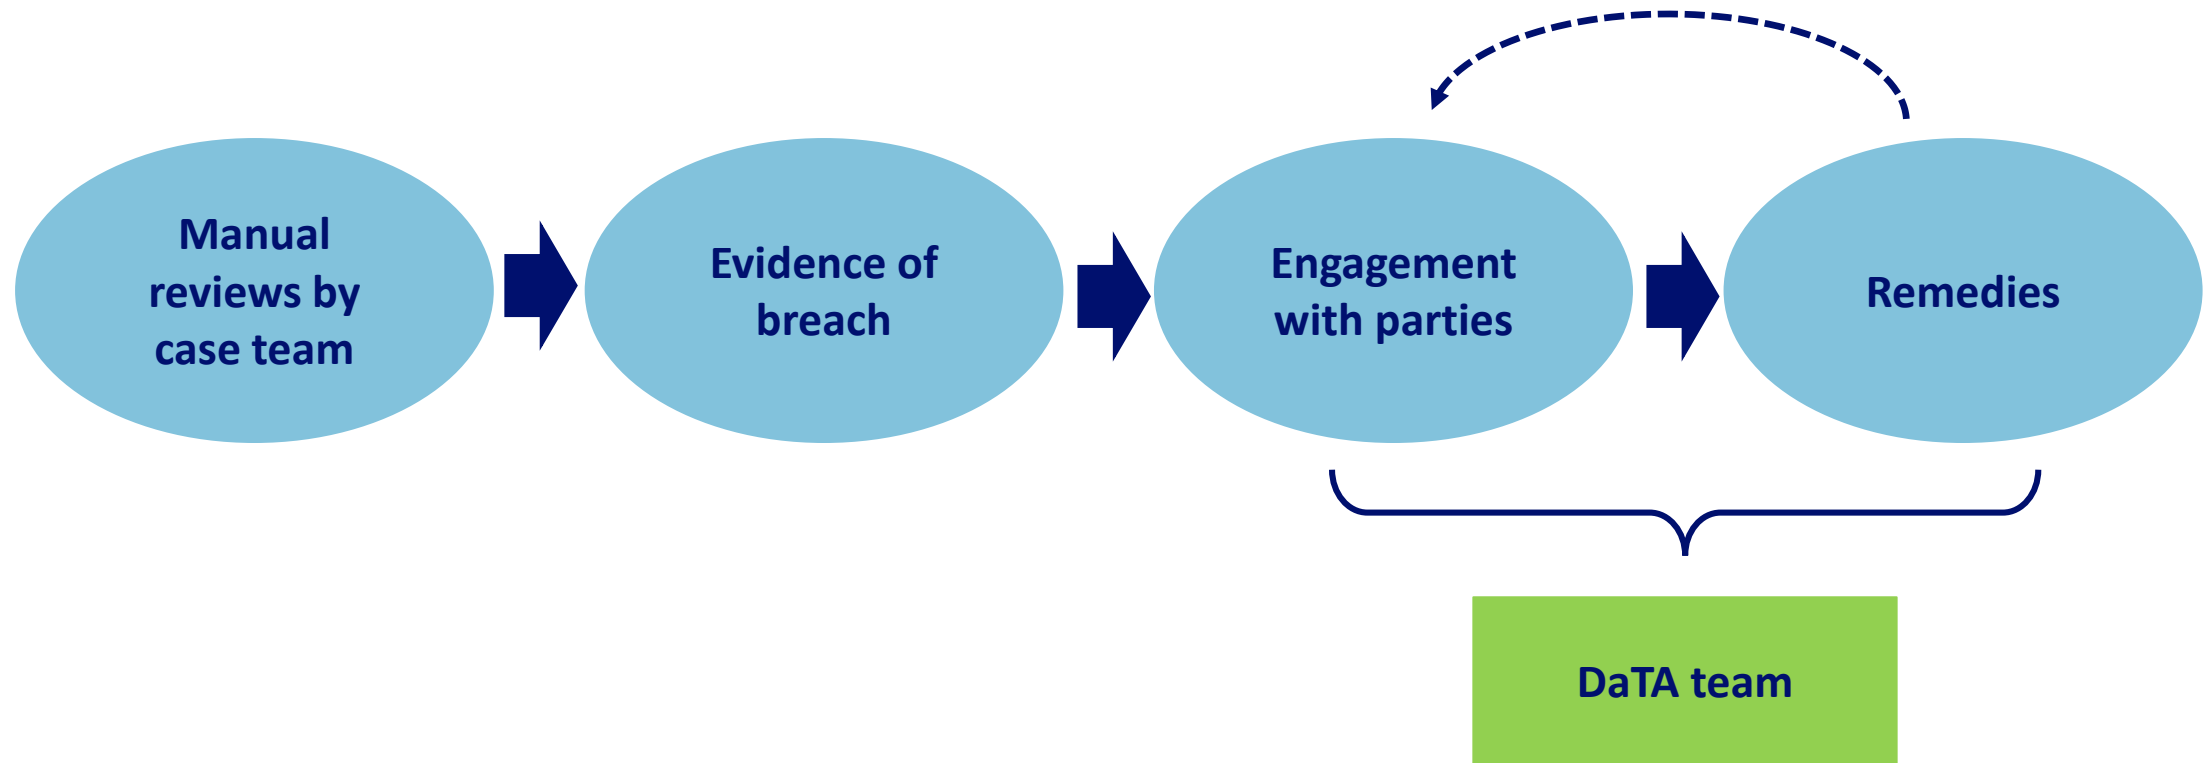 Manual
reviews by
case team
Evidence of
breach
Engagement
with parties
Remedies
DaTA team